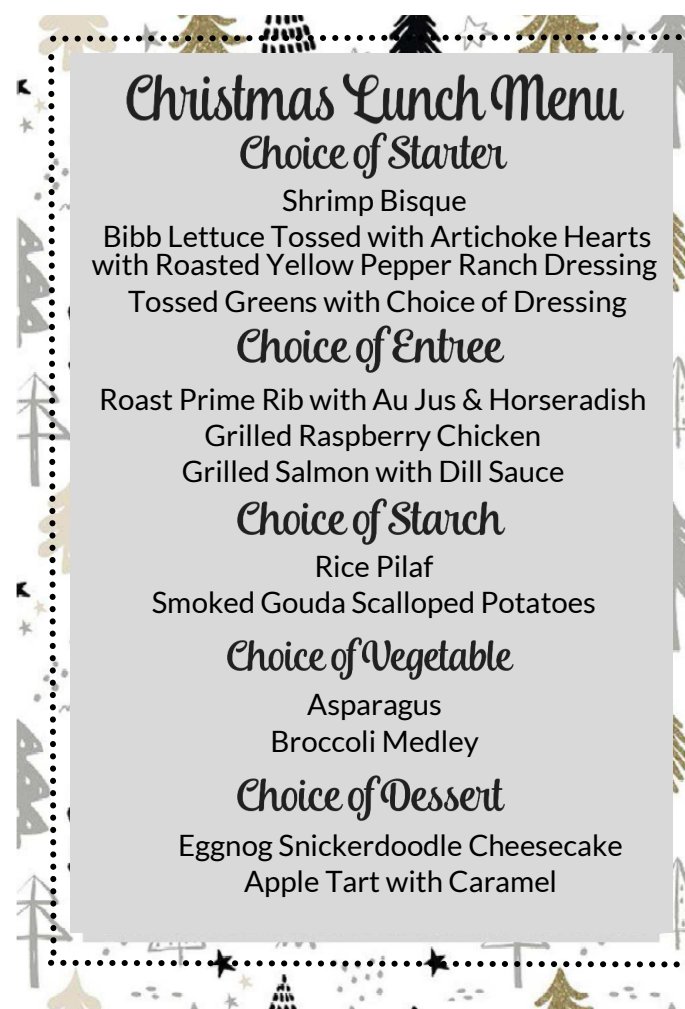 Christmas Lunch Menu
Choice of Starter
Shrimp Bisque
Bibb Lettuce Tossed with Artichoke Hearts
with Roasted Yellow Pepper Ranch Dressing
Tossed Greens with Choice of Dressing
Choice of Entree
Roast Prime Rib with Au Jus & Horseradish
Grilled Raspberry Chicken
Grilled Salmon with Dill Sauce
Choice of Starch
Rice Pilaf
Smoked Gouda Scalloped Potatoes
Choice of Vegetable
Asparagus
Broccoli Medley
Choice of Dessert
Eggnog Snickerdoodle Cheesecake
Apple Tart with Caramel